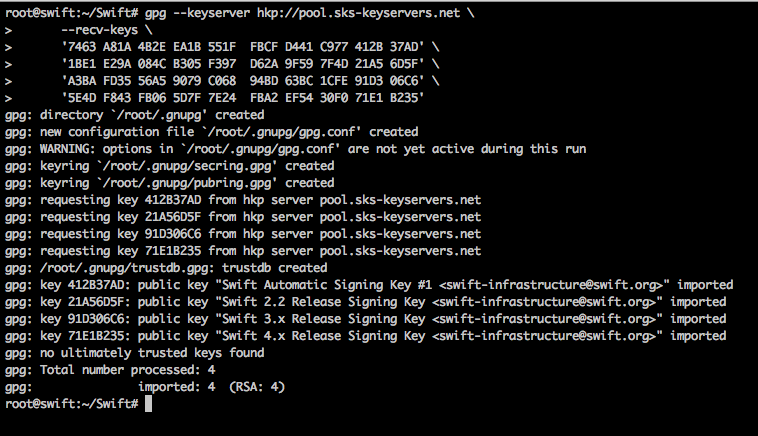 root@swift:~/Swift# gpg --keyserver hkp://pool.sks-keyservers.net \
>       --recv-keys \
>       '7463 A81A 4B2E EA1B 551F  FBCF D441 C977 412B 37AD' \
>       '1BE1 E29A 084C B305 F397  D62A 9F59 7F4D 21A5 6D5F' \
>       'A3BA FD35 56A5 9079 C068  94BD 63BC 1CFE 91D3 06C6' \
>       '5E4D F843 FB06 5D7F 7E24  FBA2 EF54 30F0 71E1 B235'
gpg: directory `/root/.gnupg' created
gpg: new configuration file `/root/.gnupg/gpg.conf' created
gpg: WARNING: options in `/root/.gnupg/gpg.conf' are not yet active during this run
gpg: keyring `/root/.gnupg/secring.gpg' created
gpg: keyring `/root/.gnupg/pubring.gpg' created
gpg: requesting key 412B37AD from hkp server pool.sks-keyservers.net
gpg: requesting key 21A56D5F from hkp server pool.sks-keyservers.net
gpg: requesting key 91D306C6 from hkp server pool.sks-keyservers.net
gpg: requesting key 71E1B235 from hkp server pool.sks-keyservers.net
gpg: /root/.gnupg/trustdb.gpg: trustdb created
gpg: key 412B37AD: public key "Swift Automatic Signing Key #1 <swift-infrastructure@swift.org>" imported
gpg: key 21A56D5F: public key "Swift 2.2 Release Signing Key <swift-infrastructure@swift.org>" imported
gpg: key 91D306C6: public key "Swift 3.x Release Signing Key <swift-infrastructure@swift.org>" imported
gpg: key 71E1B235: public key "Swift 4.x Release Signing Key <swift-infrastructure@swift.org>" imported
gpg: no ultimately trusted keys found
gpg: Total number processed: 4
gpg:               imported: 4  (RSA: 4)
root@swift:~/Swift#